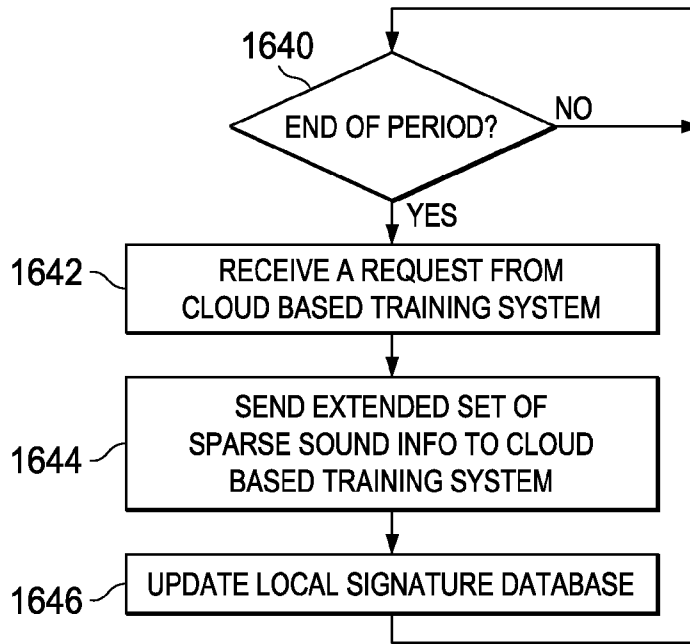 1640
END OF PERIOD?
NO
YES
1642
RECEIVE A REQUEST FROM
CLOUD BASED TRAINING SYSTEM
1644
SEND EXTENDED SET OF
SPARSE SOUND INFO TO CLOUD
BASED TRAINING SYSTEM
1646
UPDATE LOCAL SIGNATURE DATABASE